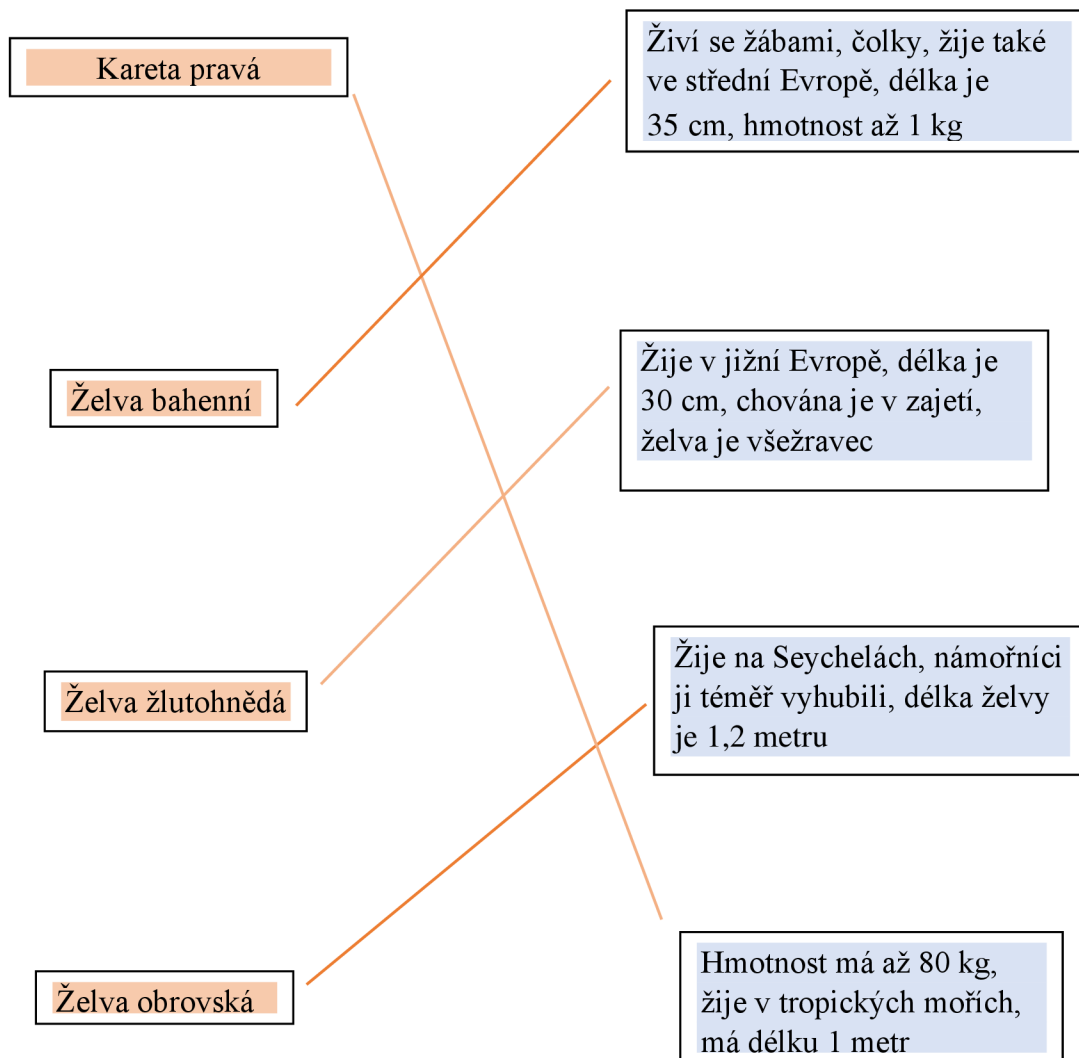 Kareta pravá
Živí se žábami, čolky, žije také
ve střední Evropě, délka je
35 cm, hmotnost až 1 kg
Želva bahenní
Žije v jižní Evropě, délka je
30 cm, chována je v zajetí,
želva je všežravec
Želva žlutohnědá
Žije na Seychelách, námořníci
ji téměř vyhubili, délka želvy
je 1,2 metru
Želva obrovská
Hmotnost má až 80 kg,
žije v tropických mořích,
má délku 1 metr